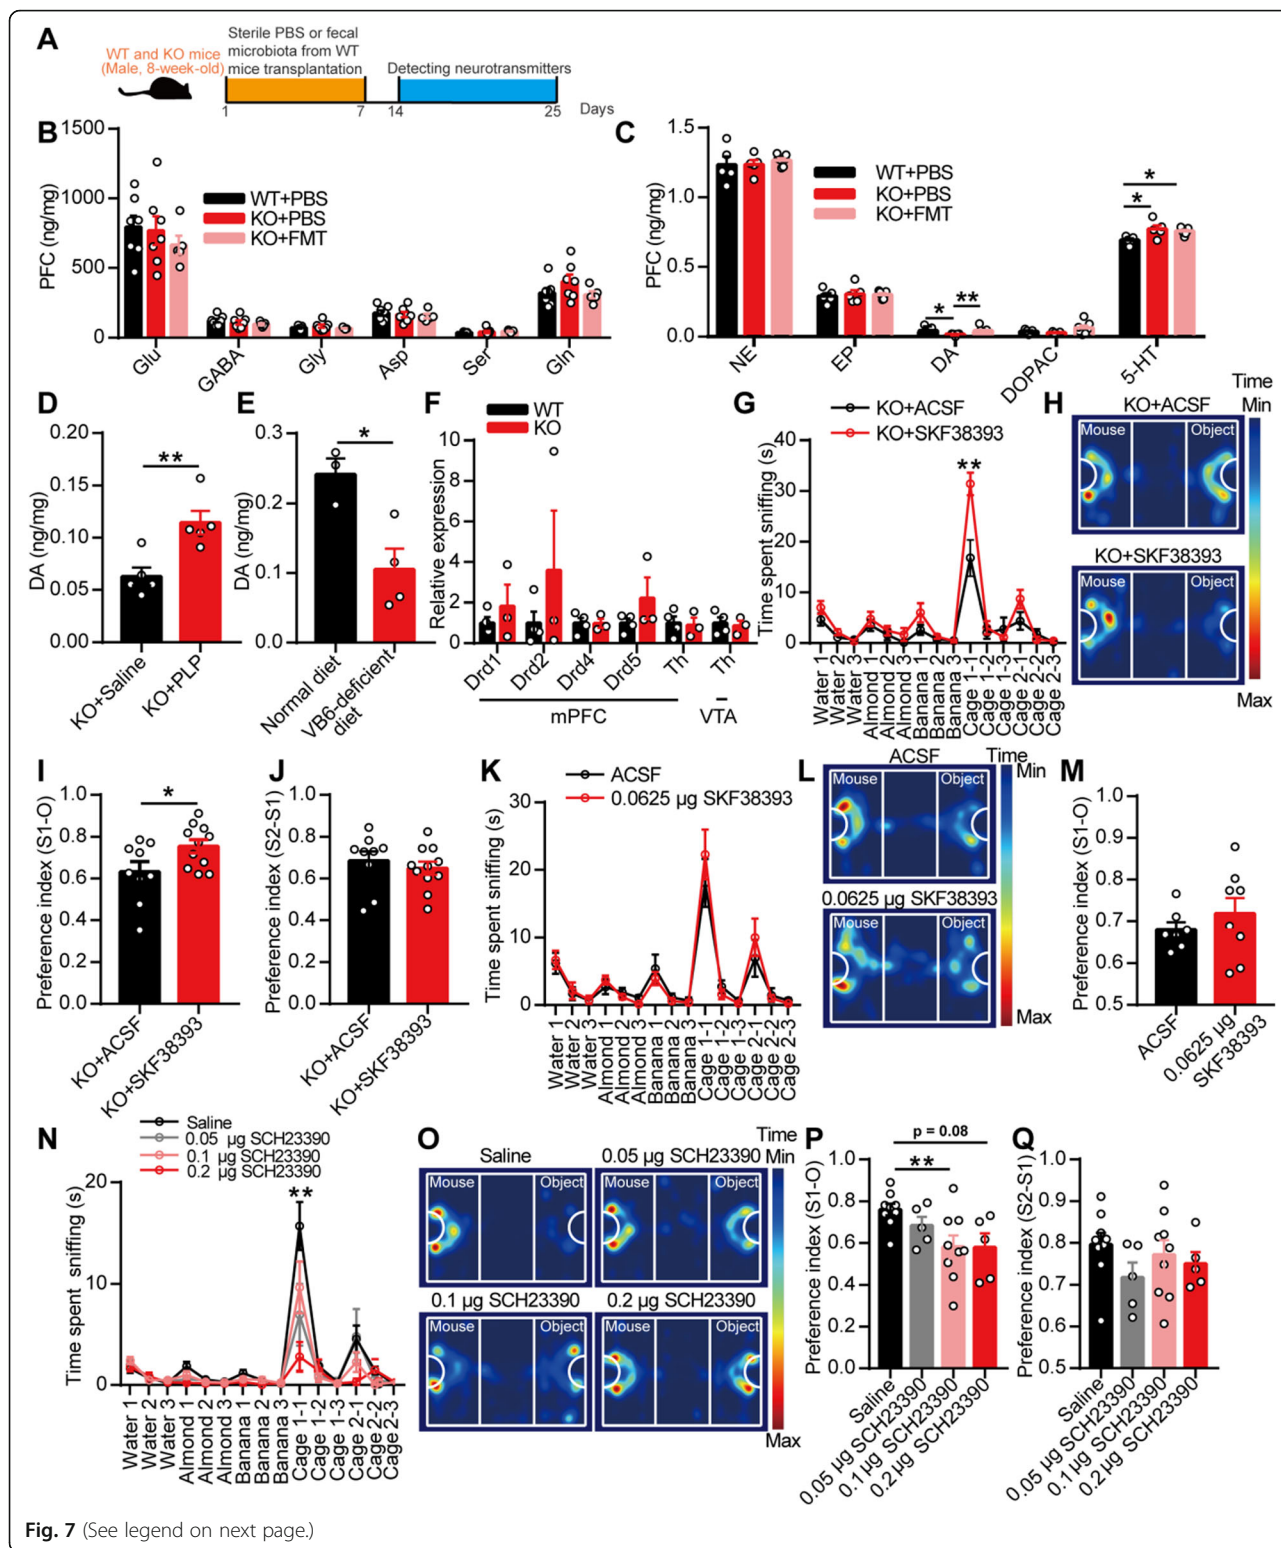 A
WT and KO mice
(Male, 8-week-old)
Sterile PBS or fecal
microbiota from WT
mice transplantation
Detecting neurotransmitters
1
7
14
25
Days
B
PFC (ng/mg)
1500
1000
500
0
WT+PBS
KO+PBS
KO+FMT
Glu
GABA
Gly
Asp
Ser
Gln
C
PFC (ng/mg)
1.5
1.0
0.5
0.0
WT+PBS
KO+PBS
KO+FMT
*
**
*
*
NE
EP
DA
DOPAC
5-HT
D
DA (ng/mg)
0.20
0.15
0.10
0.05
0.00
**
KO+Saline
KO+PLP
E
DA (ng/mg)
0.3
0.2
0.1
0.0
*
Normal diet
VB6-deficient
diet
F
WT
KO
Relative expression
10
8
6
4
2
0
Drd1
Drd2
Drd4
Drd5
Th
Th
mPFC
VTA
G
KO+ACSF
KO+SKF38393
Time spent sniffing (s)
40
30
20
10
0
**
Water 1
Water 2
Water 3
Almond 1
Almond 2
Almond 3
Banana 1
Banana 2
Banana 3
Cage 1-1
Cage 1-2
Cage 1-3
Cage 2-1
Cage 2-2
Cage 2-3
H
KO+ACSF
Mouse
Object
KO+SKF38393
Mouse
Object
Time
Min
Max
I
Preference index (S1-O)
1.0
0.8
0.6
0.4
0.2
0.0
*
KO+ACSF
KO+SKF38393
J
Preference index (S2-S1)
1.0
0.8
0.6
0.4
0.2
0.0
KO+ACSF
KO+SKF38393
K
ACSF
0.0625 µg SKF38393
Time spent sniffing (s)
30
20
10
0
Water 1
Water 2
Water 3
Almond 1
Almond 2
Almond 3
Banana 1
Banana 2
Banana 3
Cage 1-1
Cage 1-2
Cage 1-3
Cage 2-1
Cage 2-2
Cage 2-3
L
ACSF
Mouse
Object
0.0625 µg SKF38393
Mouse
Object
Time
Min
Max
M
Preference index (S1-O)
1.0
0.9
0.8
0.7
0.6
0.5
ACSF
0.0625 µg
SKF38393
N
Saline
0.05 µg SCH23390
0.1 µg SCH23390
0.2 µg SCH23390
Time spent sniffing (s)
20
10
0
**
Water 1
Water 2
Water 3
Almond 1
Almond 2
Almond 3
Banana 1
Banana 2
Banana 3
Cage 1-1
Cage 1-2
Cage 1-3
Cage 2-1
Cage 2-2
Cage 2-3
O
Saline
Mouse
Object
0.05 µg SCH23390
Mouse
Object
0.1 µg SCH23390
Mouse
Object
0.2 µg SCH23390
Mouse
Object
Time
Min
Max
P
Preference index (S1-O)
1.0
0.8
0.6
0.4
0.2
0.0
p = 0.08
**
Saline
0.05 µg SCH23390
0.1 µg SCH23390
0.2 µg SCH23390
Q
Preference index (S2-S1)
1.0
0.9
0.8
0.7
0.6
0.5
Saline
0.05 µg SCH23390
0.1 µg SCH23390
0.2 µg SCH23390
Fig. 7 (See legend on next page.)